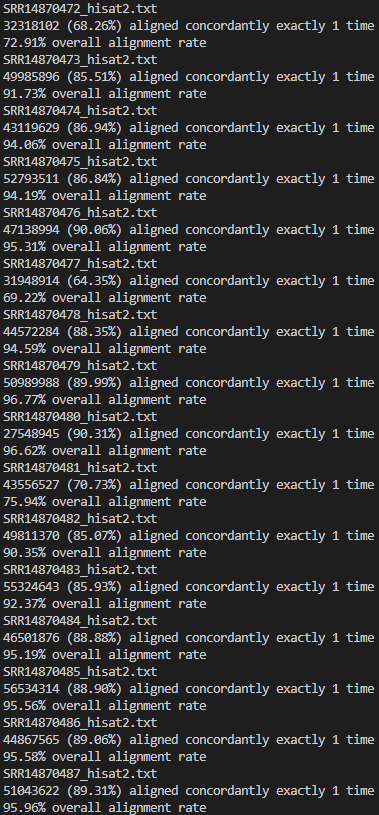 SRR14870472_hisat2.txt
32318102 (68.26%) aligned concordantly exactly 1 time
72.91% overall alignment rate
SRR14870473_hisat2.txt
49985896 (85.51%) aligned concordantly exactly 1 time
91.73% overall alignment rate
SRR14870474_hisat2.txt
43119629 (86.94%) aligned concordantly exactly 1 time
94.06% overall alignment rate
SRR14870475_hisat2.txt
52793511 (86.84%) aligned concordantly exactly 1 time
94.19% overall alignment rate
SRR14870476_hisat2.txt
47138994 (90.06%) aligned concordantly exactly 1 time
95.31% overall alignment rate
SRR14870477_hisat2.txt
31948914 (64.35%) aligned concordantly exactly 1 time
69.22% overall alignment rate
SRR14870478_hisat2.txt
44572284 (88.35%) aligned concordantly exactly 1 time
94.59% overall alignment rate
SRR14870479_hisat2.txt
50989988 (89.99%) aligned concordantly exactly 1 time
96.77% overall alignment rate
SRR14870480_hisat2.txt
27548945 (90.31%) aligned concordantly exactly 1 time
96.62% overall alignment rate
SRR14870481_hisat2.txt
43556527 (70.73%) aligned concordantly exactly 1 time
75.94% overall alignment rate
SRR14870482_hisat2.txt
49811370 (85.07%) aligned concordantly exactly 1 time
90.35% overall alignment rate
SRR14870483_hisat2.txt
55324643 (85.93%) aligned concordantly exactly 1 time
92.37% overall alignment rate
SRR14870484_hisat2.txt
46501876 (88.88%) aligned concordantly exactly 1 time
95.19% overall alignment rate
SRR14870485_hisat2.txt
56534314 (88.90%) aligned concordantly exactly 1 time
95.56% overall alignment rate
SRR14870486_hisat2.txt
44867565 (89.06%) aligned concordantly exactly 1 time
95.58% overall alignment rate
SRR14870487_hisat2.txt
51043622 (89.31%) aligned concordantly exactly 1 time
95.96% overall alignment rate